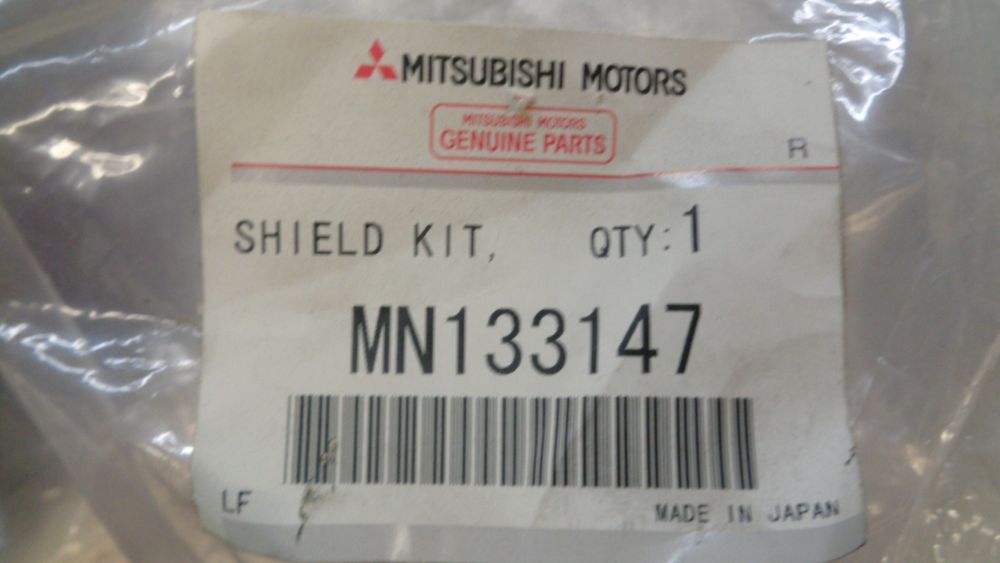 MITSUBISHI MOTORS
MITSUBISHI MOTORS
GENUINE PARTS
R
SHIELD KIT, QTY:1
MN133147
LF MADE IN JAPAN